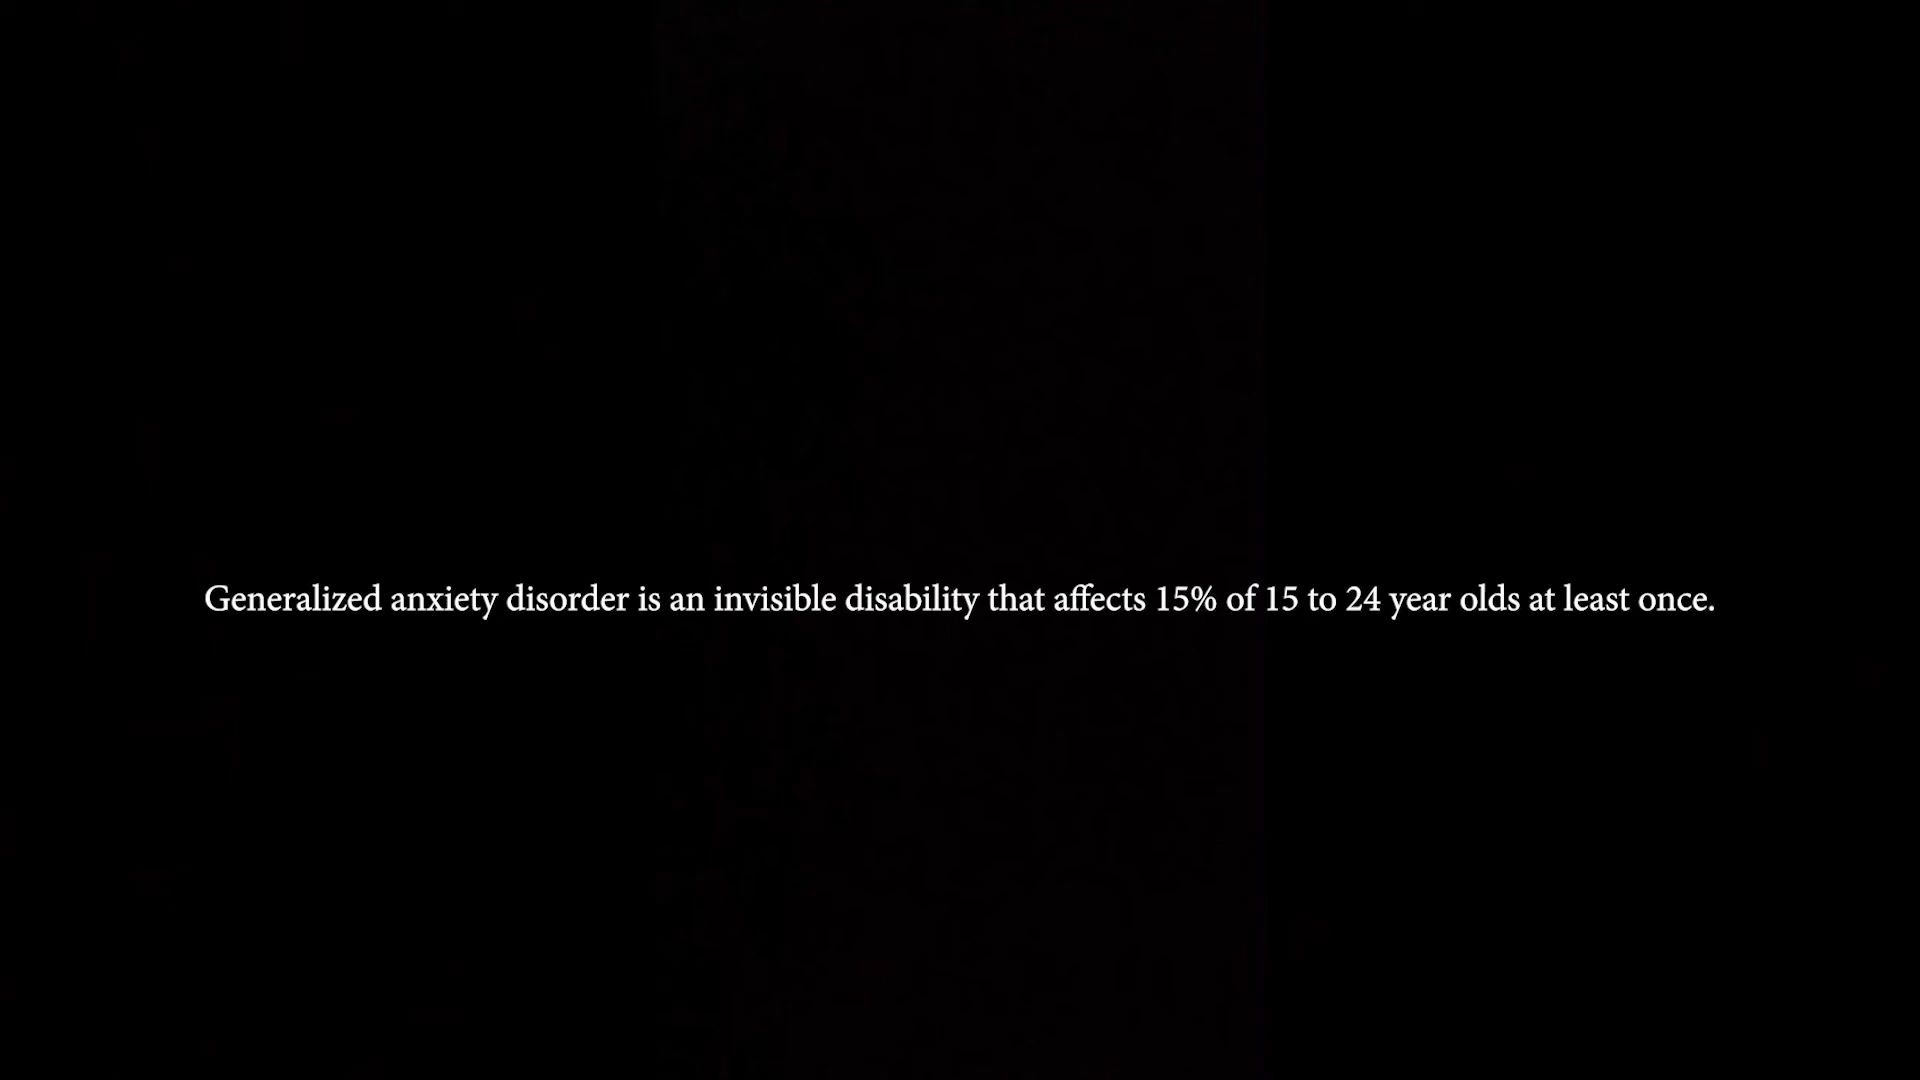 Generalized anxiety disorder is an invisible disability that affects 15% of 15 to 24 year olds at least once.